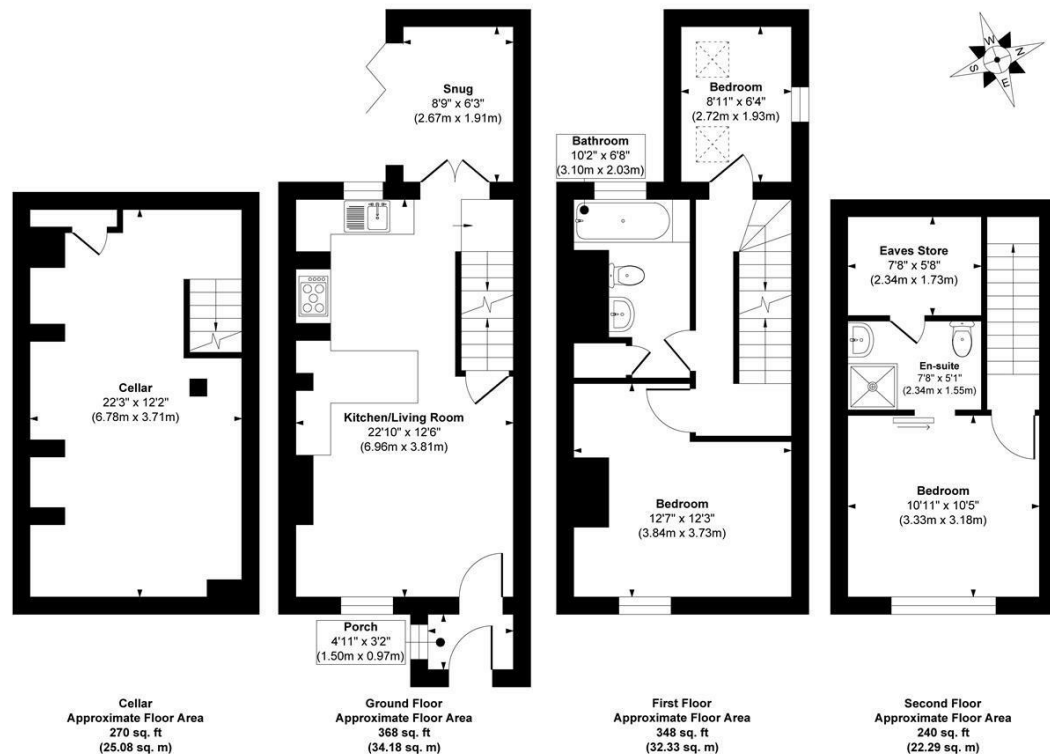 Cellar
22'3" x 12'2"
(6.78m x 3.71m)
Snug
8'9" x 6'3"
(2.67m x 1.91m)
Kitchen/Living Room
22'10" x 12'6"
(6.96m x 3.81m)
Porch
4'11" x 3'2"
(1.50m x 0.97m)
Bedroom
8'11" x 6'4"
(2.72m x 1.93m)
Bathroom
10'2" x 6'8"
(3.10m x 2.03m)
Bedroom
12'7" x 12'3"
(3.84m x 3.73m)
W
N
S
E
Eaves Store
7'8" x 5'8"
(2.34m x 1.73m)
En-suite
7'8" x 5'1"
(2.34m x 1.55m)
Bedroom
10'11" x 10'5"
(3.33m x 3.18m)
Cellar
Approximate Floor Area
270 sq. ft
(25.08 sq. m)
Ground Floor
Approximate Floor Area
368 sq. ft
(34.18 sq. m)
First Floor
Approximate Floor Area
348 sq. ft
(32.33 sq. m)
Second Floor
Approximate Floor Area
240 sq. ft
(22.29 sq. m)